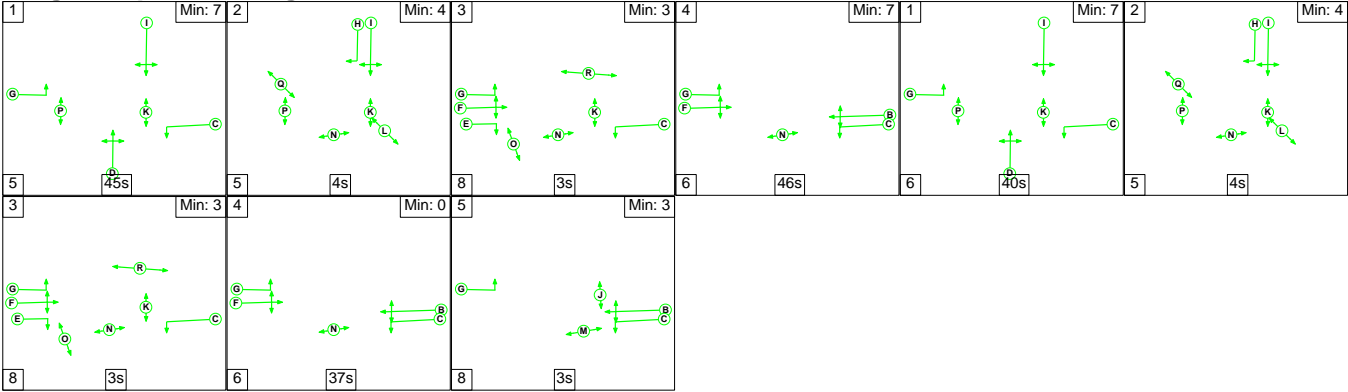 1 Min: 7
I
G
P K
C
D
5 45s
2 Min: 4
H I
Q
P K
N L
5 4s
3 Min: 3
R
G
F K
E C
N
O
8 3s
4 Min: 7
G
F B
C
N
6 46s
1 Min: 7
I
G
P K
C
D
6 40s
2 Min: 4
H I
Q
P K
N L
5 4s
3 Min: 3
R
G
F K
E C
N
O
8 3s
4 Min: 0
G
F B
C
N
6 37s
5 Min: 3
G J
B
C
M
8 3s